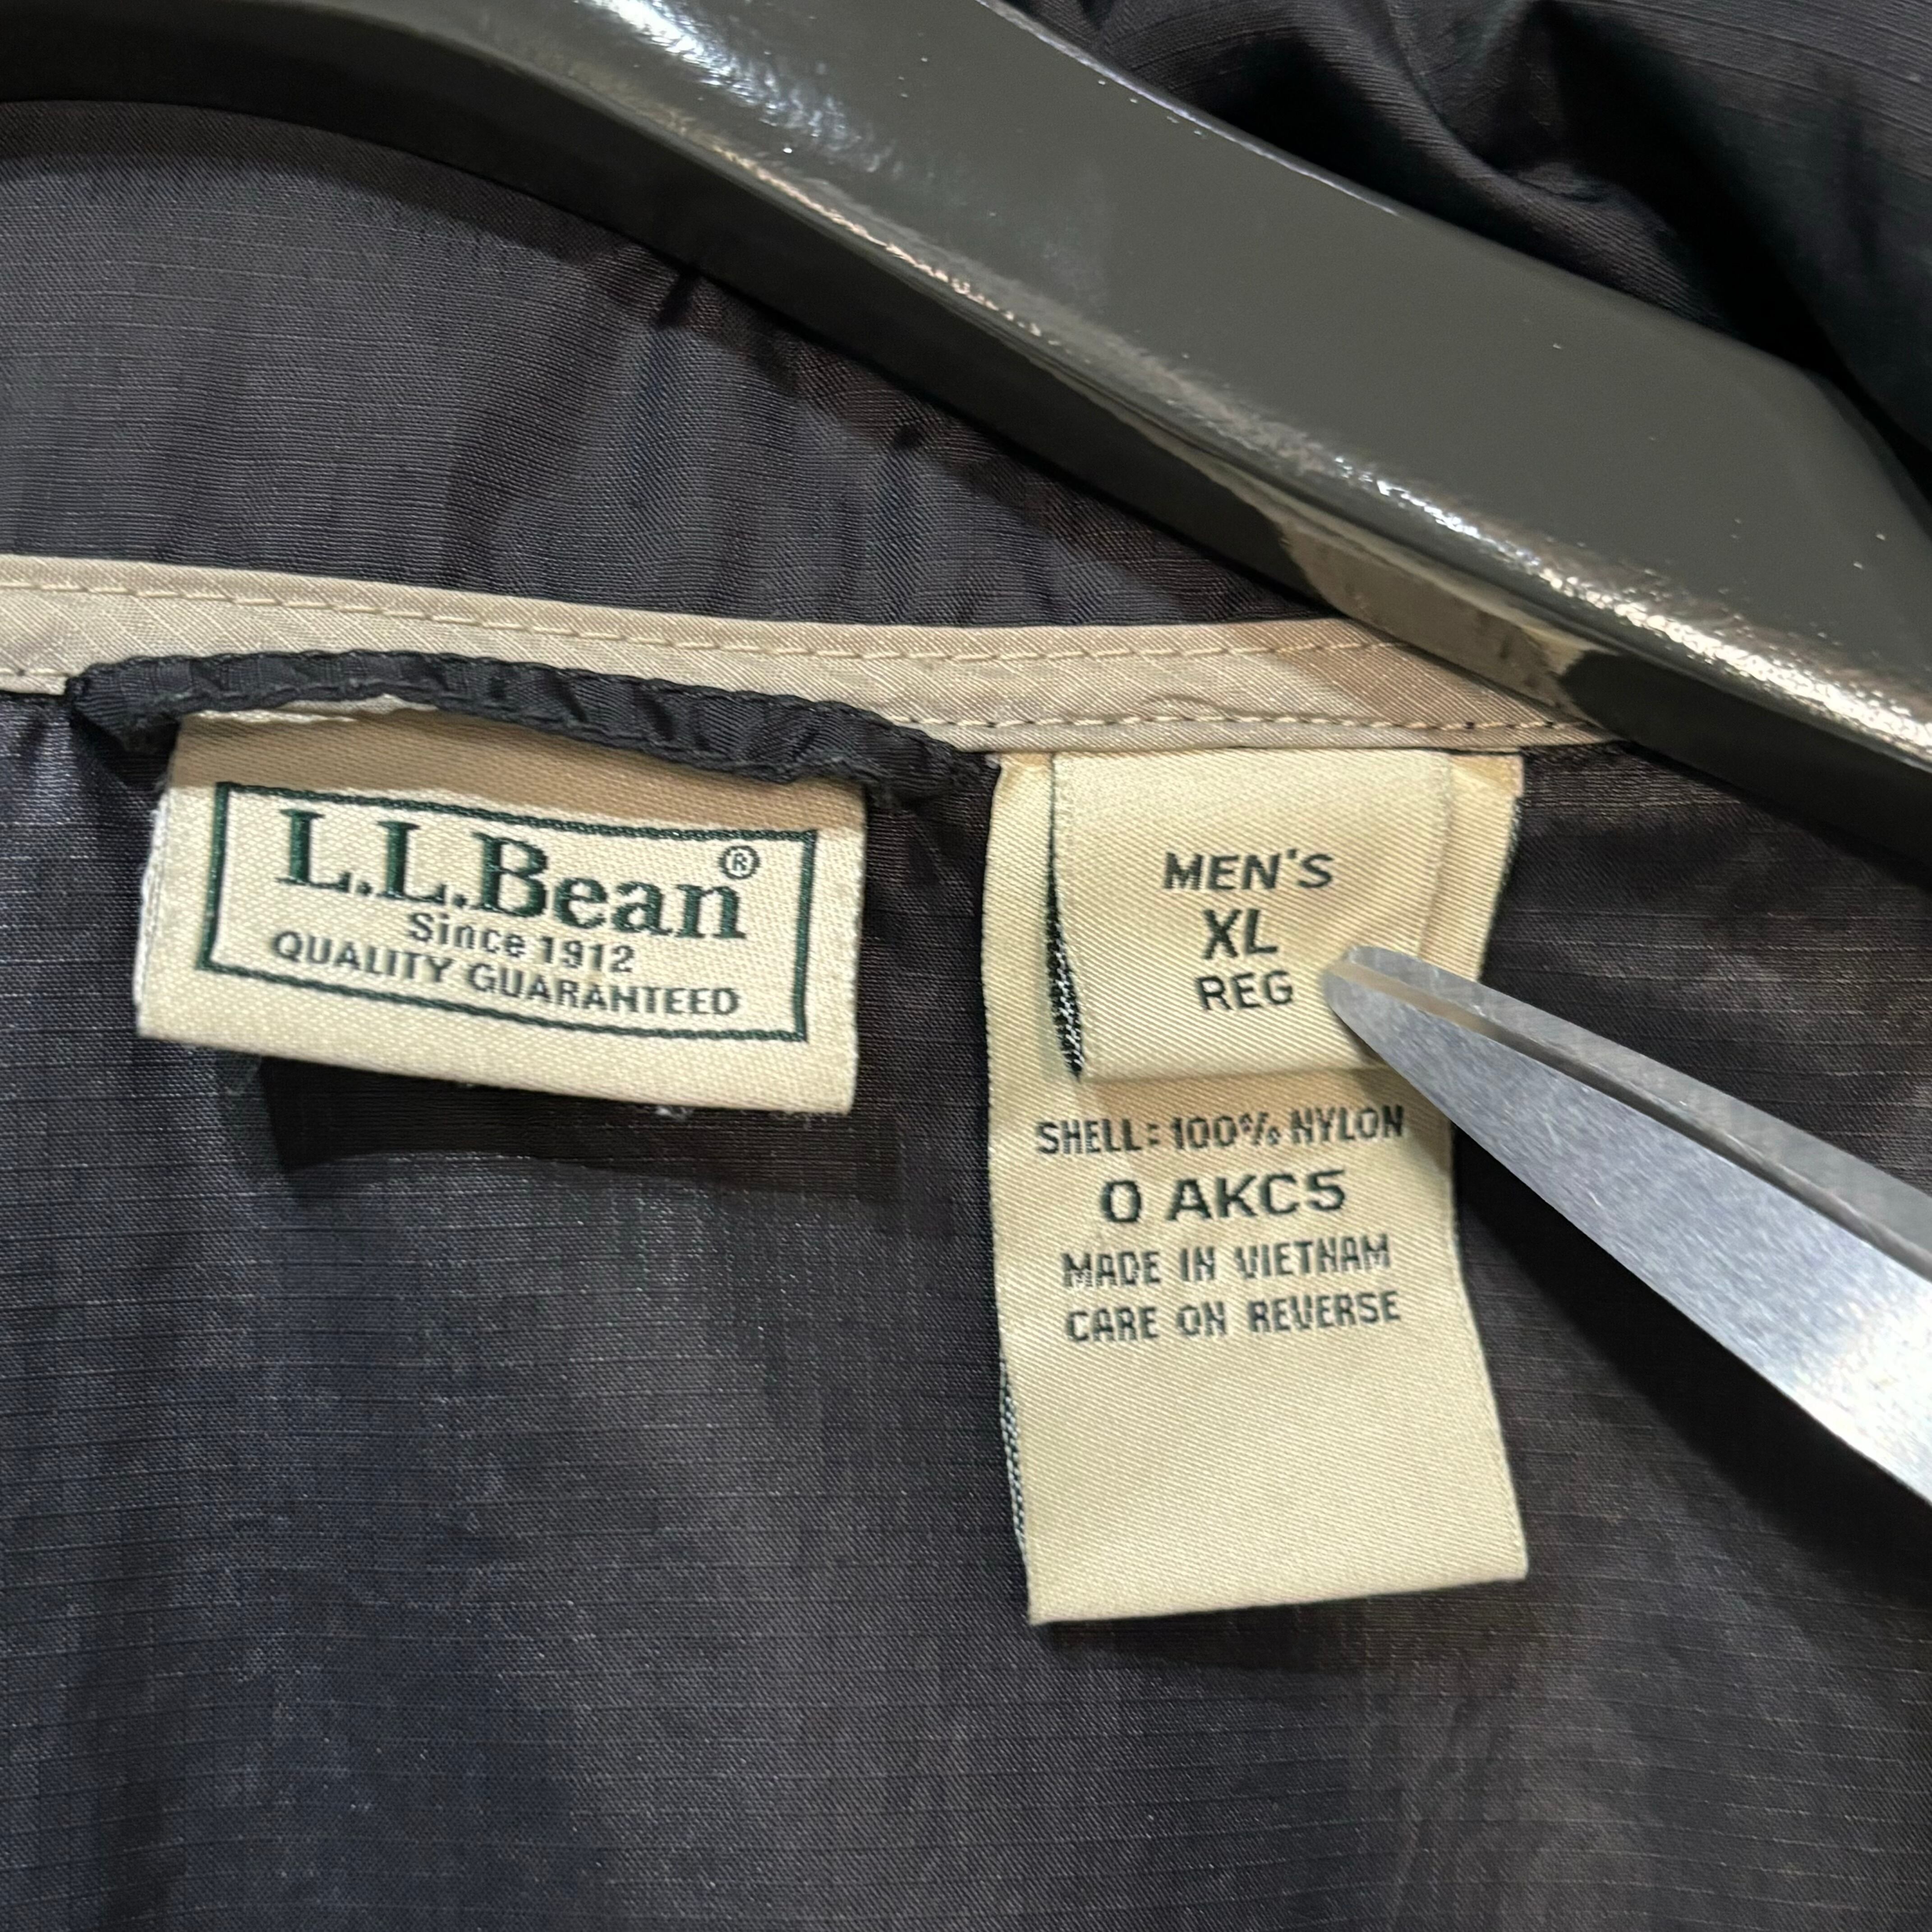 L.L.Bean®
Since 1912
QUALITY GUARANTEED
MEN'S
XL
REG
SHELL: 100% NYLON
0 AKC5
MADE IN VIETNAM
CARE ON REVERSE